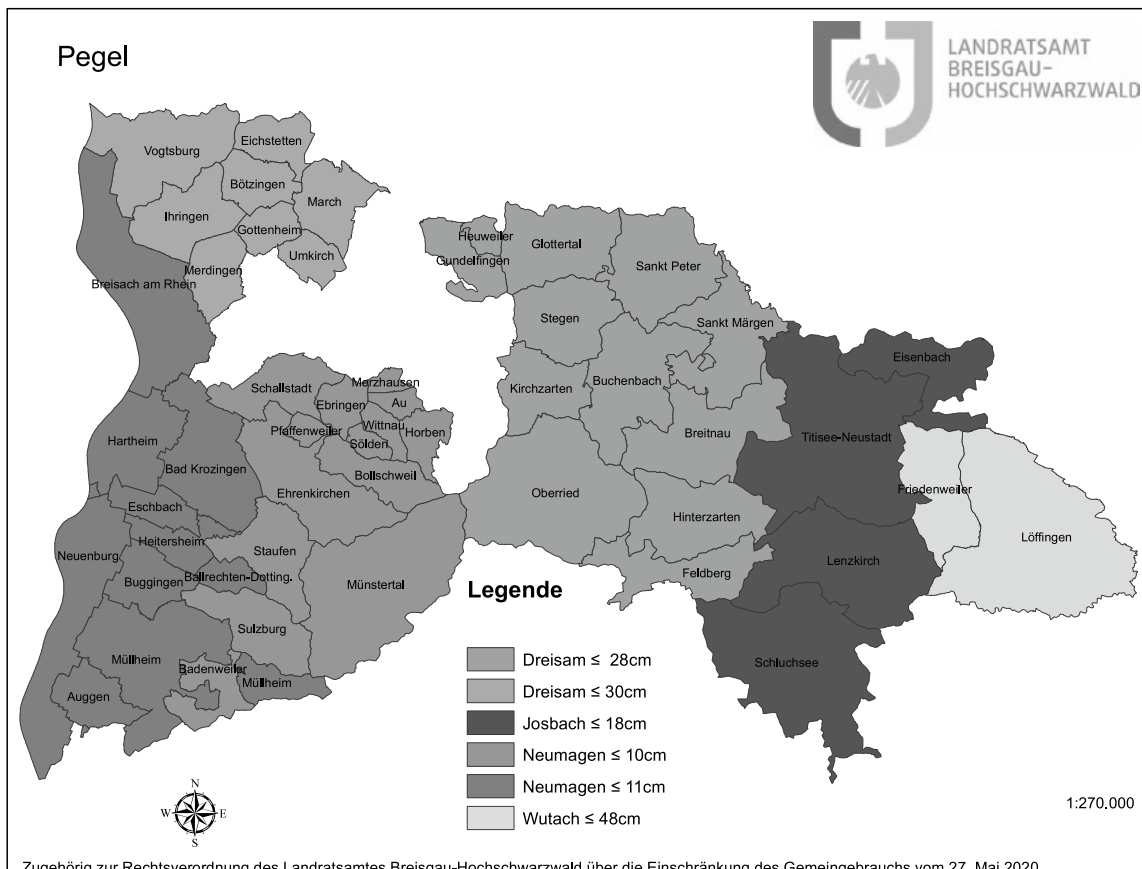 Pegel
LANDRATSAMT
BREISGAU-
HOCHSCHWARZWALD
Vogtsburg
Eichstetten
Bötzingen
March
Ihringen
Gottenheim
Umkirch
Merdingen
Breisach am Rhein
Heuweiler
Glottertal
Gundelfingen
Sankt Peter
Stegen
Sankt Märgen
Eisenbach
Schallstadt
Merzhausen
Ebringen
Au
Kirchzarten
Buchenbach
Hartheim
Pfaffenweiler
Wittnau
Horben
Sölden
Breitnau
Titisee-Neustadt
Bad Krozingen
Bollschweil
Ehrenkirchen
Oberried
Friedenweiler
Eschbach
Hinterzarten
Löffingen
Heitersheim
Staufen
Neuenburg
Buggingen
Ballrechten-Dotting.
Münstertal
Feldberg
Lenzkirch
Sulzburg
Müllheim
Badenweiler
Müllheim
Auggen
Schluchsee
Legende
Dreisam ≤ 28cm
Dreisam ≤ 30cm
Josbach ≤ 18cm
Neumagen ≤ 10cm
Neumagen ≤ 11cm
Wutach ≤ 48cm
N
W E
S
1:270.000
Zugehörig zur Rechtsverordnung des Landratsamtes Breisgau-Hochschwarzwald über die Einschränkung des Gemeingebrauchs vom 27. Mai 2020